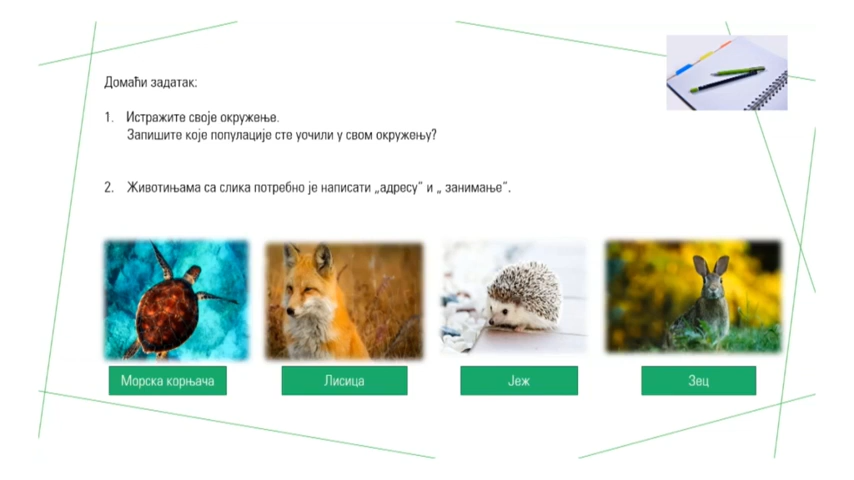 Домаћи задатак:
1. Истражите своје окружење.
Запишите које популације сте уочили у свом окружењу?
2. Животињама са слика потребно је написати „адресу“ и „ занимање“.
Морска корњача
Лисица
Јеж
Зец